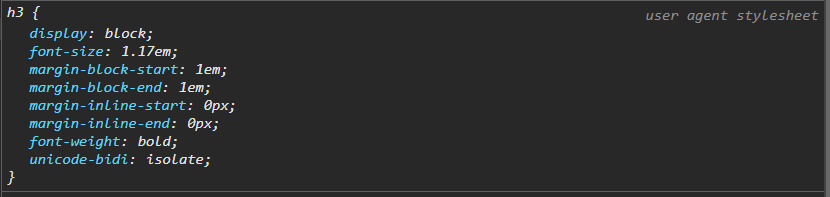 h3 {
user agent stylesheet
display: block;
font-size: 1.17em;
margin-block-start: 1em;
margin-block-end: 1em;
margin-inline-start: 0px;
margin-inline-end: 0px;
font-weight: bold;
unicode-bidi: isolate;
}